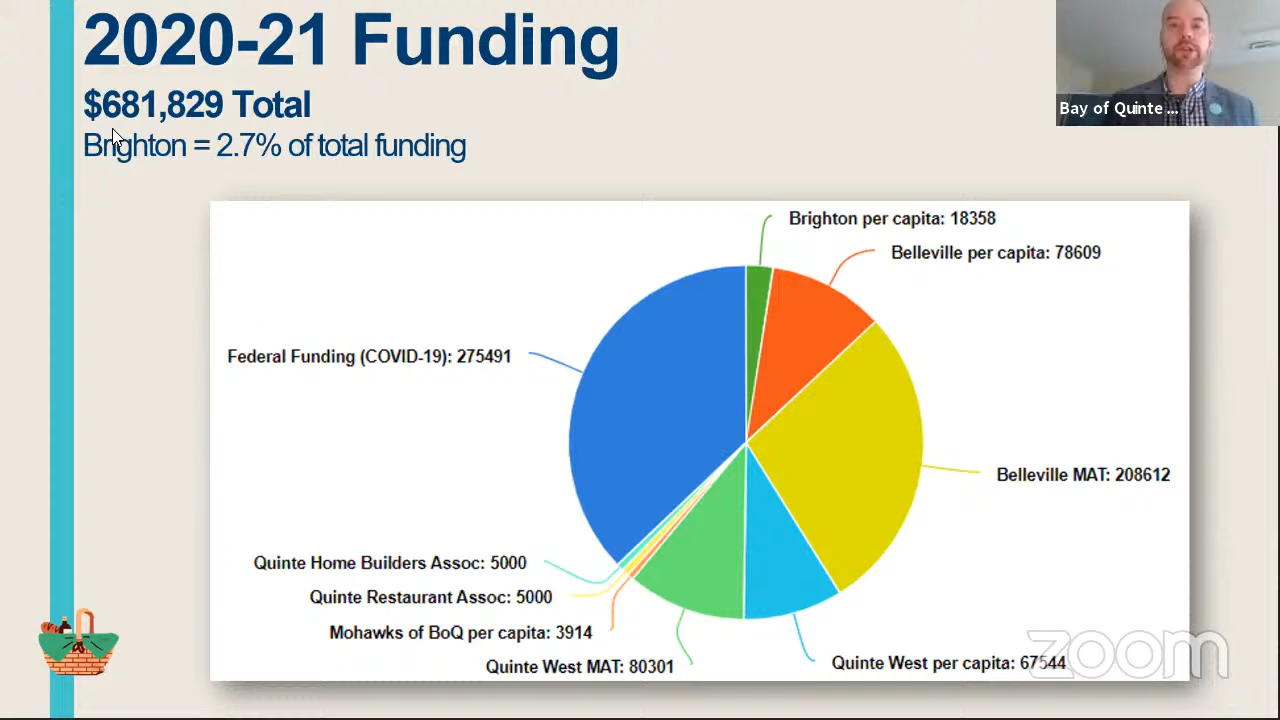 2020-21 Funding
$681,829 Total
Brighton = 2.7% of total funding
Bay of Quinte ...
Brighton per capita: 18358
Belleville per capita: 78609
Federal Funding (COVID-19): 275491
Belleville MAT: 208612
Quinte Home Builders Assoc: 5000
Quinte Restaurant Assoc: 5000
Mohawks of BoQ per capita: 3914
Quinte West MAT: 80301
Quinte West per capita: 67544
zoom